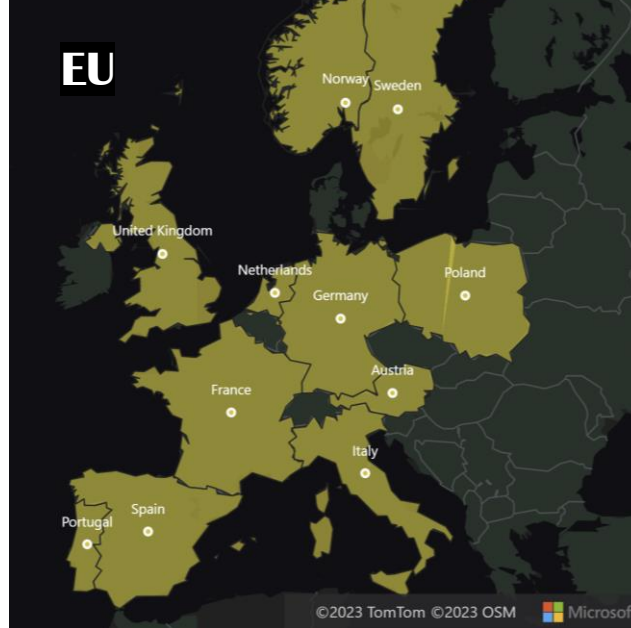 EU
Norway
Sweden
United Kingdom
Netherlands
Germany
Poland
Austria
France
Italy
Spain
Portugal
©2023 TomTom ©2023 OSM Microsof